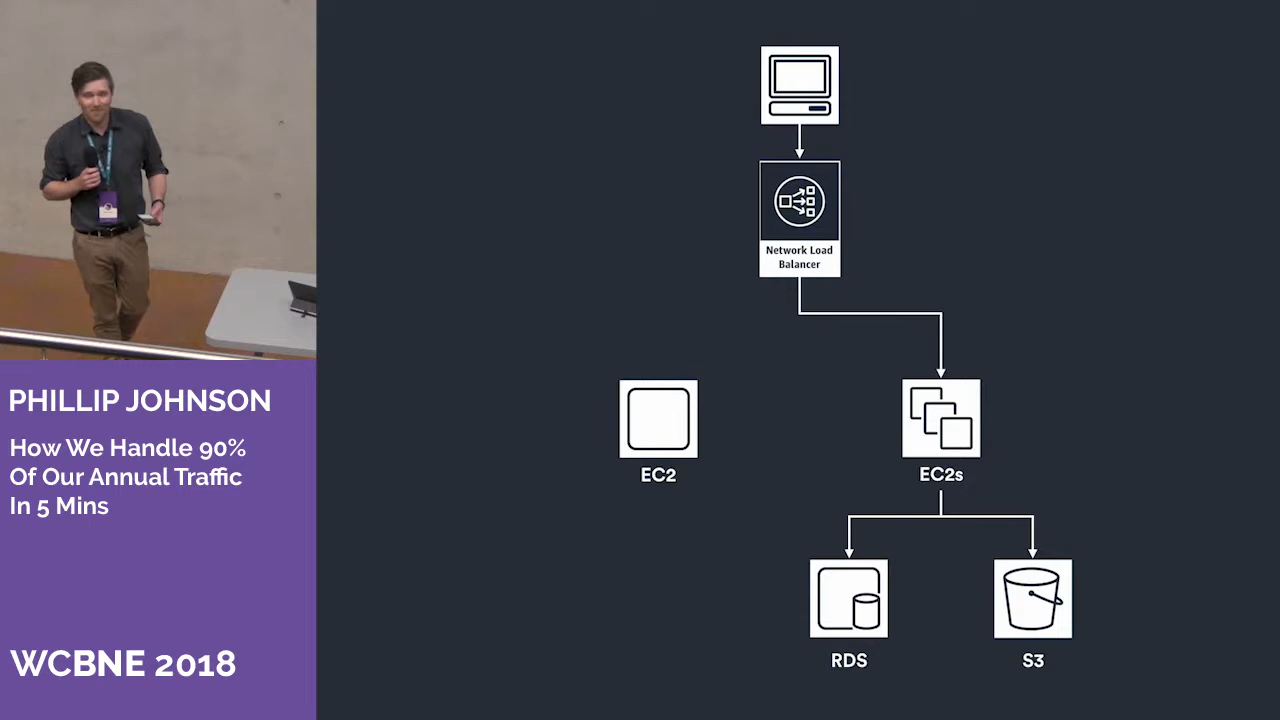 PHILLIP JOHNSON
How We Handle 90%
Of Our Annual Traffic
In 5 Mins
WCBNE 2018
Network Load
Balancer
EC2
EC2s
RDS
S3